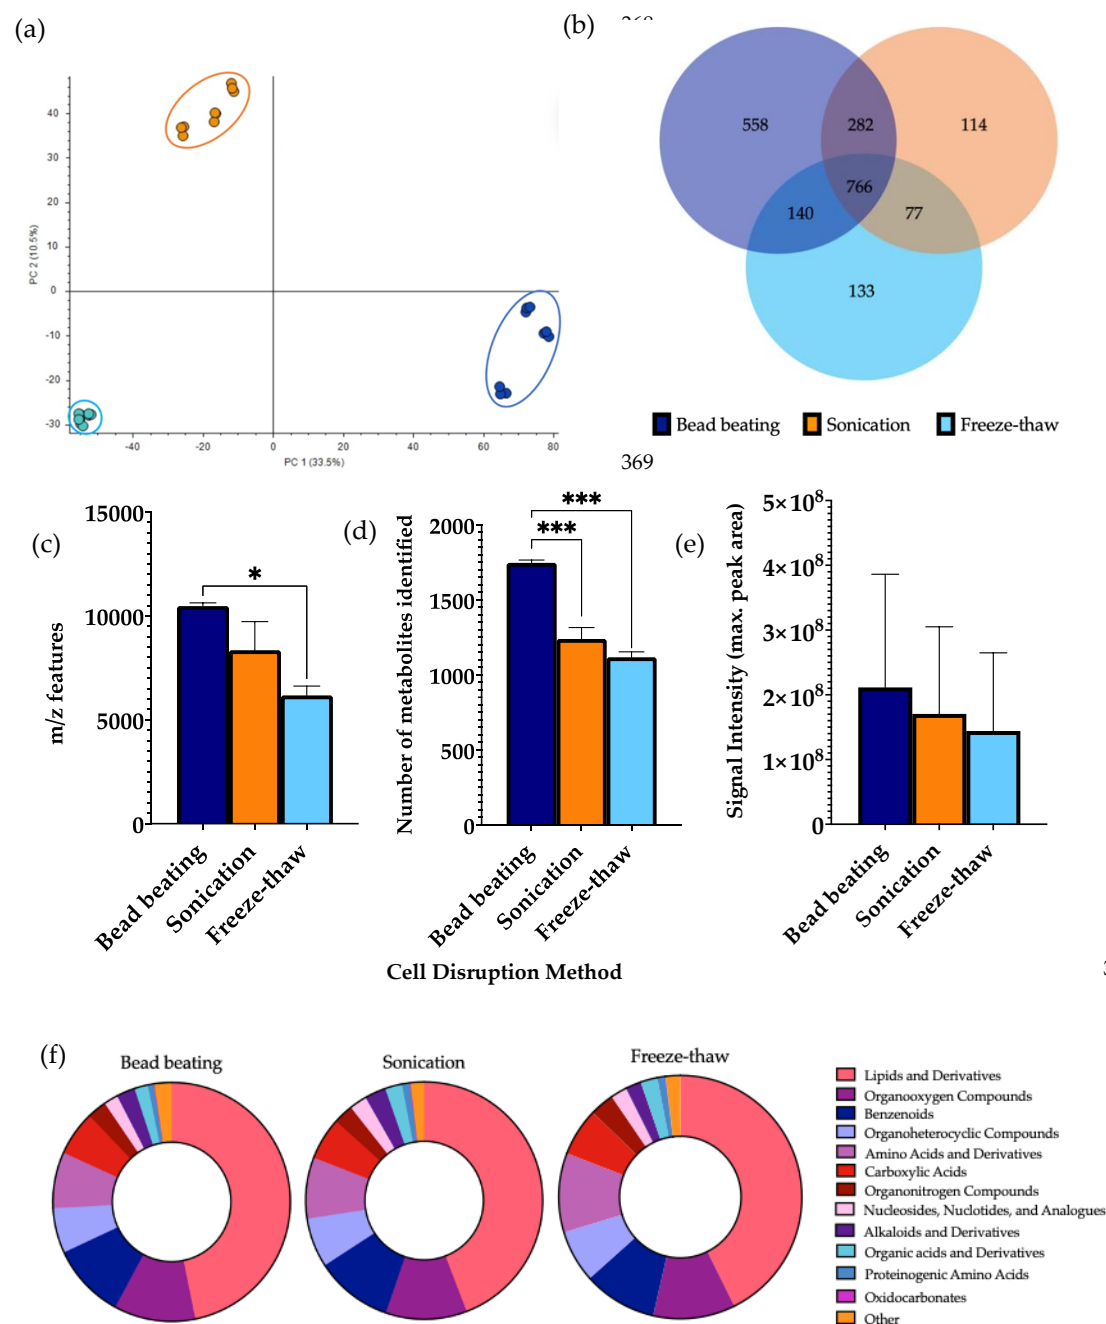 (a)
(b)
40
30
20
10
0
-10
-20
-30
PC 2 (10.5%)
-40
-20
0
20
40
60
80
PC 1 (33.5%)
558
282
114
766
140
77
133
Bead beating
Sonication
Freeze-thaw
369
(c)
15000
10000
5000
0
m/z features
*
Bead beating
Sonication
Freeze-thaw
(d)
2000
1500
1000
500
0
Number of metabolites identified
***
***
Bead beating
Sonication
Freeze-thaw
(e)
5×10⁸
4×10⁸
3×10⁸
2×10⁸
1×10⁸
0
Signal Intensity (max. peak area)
Bead beating
Sonication
Freeze-thaw
Cell Disruption Method
3
(f)
Bead beating
Sonication
Freeze-thaw
Lipids and Derivatives
Organooxygen Compounds
Benzenoids
Organoheterocyclic Compounds
Amino Acids and Derivatives
Carboxylic Acids
Organonitrogen Compounds
Nucleosides, Nuclotides, and Analogues
Alkaloids and Derivatives
Organic acids and Derivatives
Proteinogenic Amino Acids
Oxidocarbonates
Other